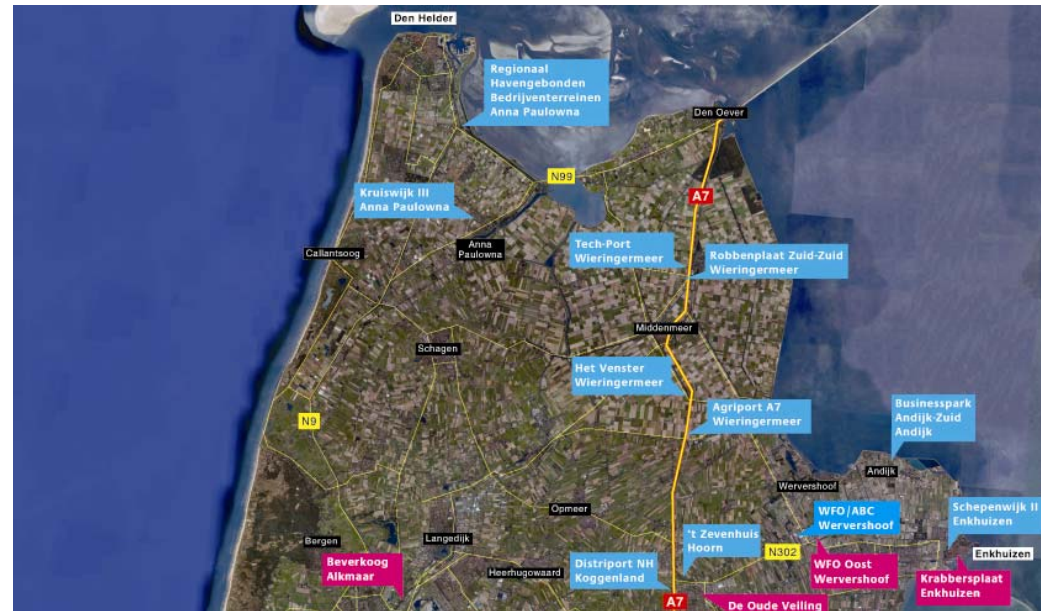 Den Helder
Regionaal
Havengebonden
Bedrijventerreinen
Anna Paulowna
Den Oever
N99
A7
Kruiswijk III
Anna Paulowna
Callantsoog
Anna
Paulowna
Tech-Port
Wieringermeer
Robbenplaat Zuid-Zuid
Wieringermeer
Middenmeer
Schagen
Het Venster
Wieringermeer
Agriport A7
Wieringermeer
Businesspark
Andijk-Zuid
Andijk
N9
Andijk
Wervershoof
Opmeer
WFO/ABC
Wervershoof
Schepenwijk II
Enkhuizen
Bergen
Langedijk
't Zevenhuis
Hoorn
N302
Enkhuizen
Beverkoog
Alkmaar
Heerhugowaard
Distriport NH
Koggenland
WFO Oost
Wervershoof
Krabbersplaat
Enkhuizen
A7
De Oude Veiling